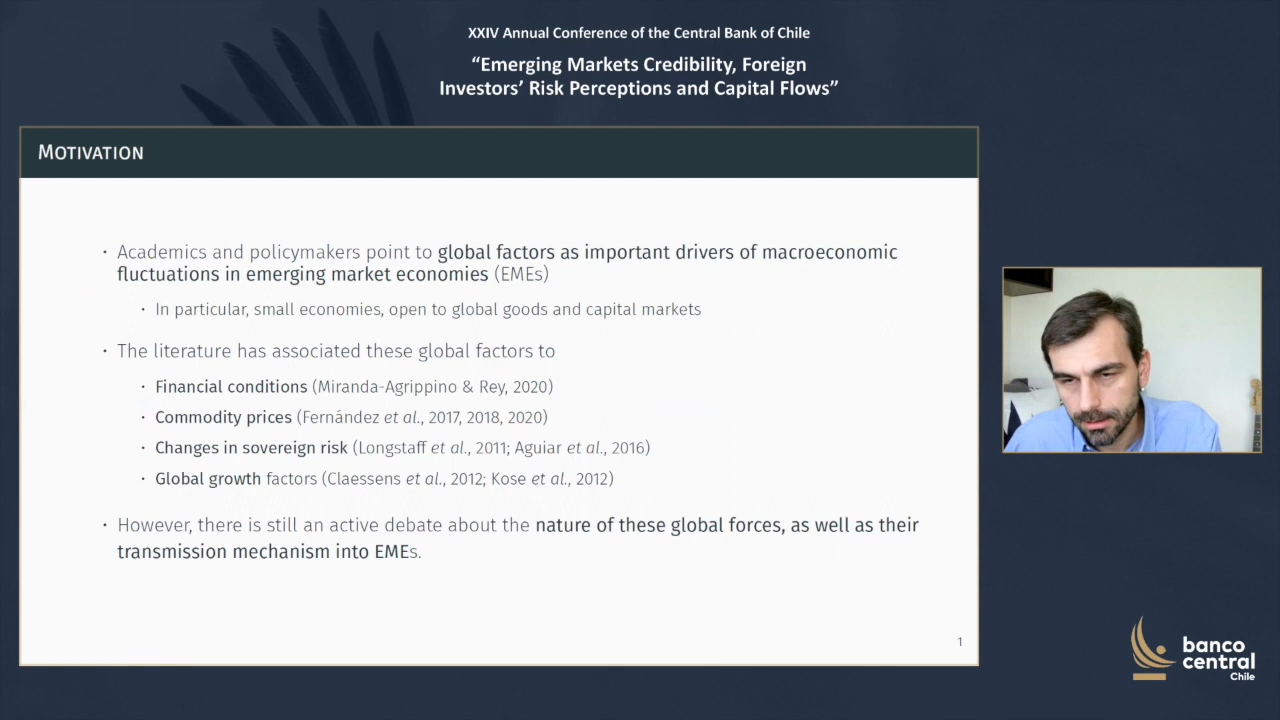 XXIV Annual Conference of the Central Bank of Chile
“Emerging Markets Credibility, Foreign
Investors’ Risk Perceptions and Capital Flows”
Motivation
· Academics and policymakers point to global factors as important drivers of macroeconomic
fluctuations in emerging market economies (EMEs)
· In particular, small economies, open to global goods and capital markets
· The literature has associated these global factors to
· Financial conditions (Miranda-Agrippino & Rey, 2020)
· Commodity prices (Fernández et al., 2017, 2018, 2020)
· Changes in sovereign risk (Longstaff et al., 2011; Aguiar et al., 2016)
· Global growth factors (Claessens et al., 2012; Kose et al., 2012)
· However, there is still an active debate about the nature of these global forces, as well as their
transmission mechanism into EMEs.
1
banco
central
Chile